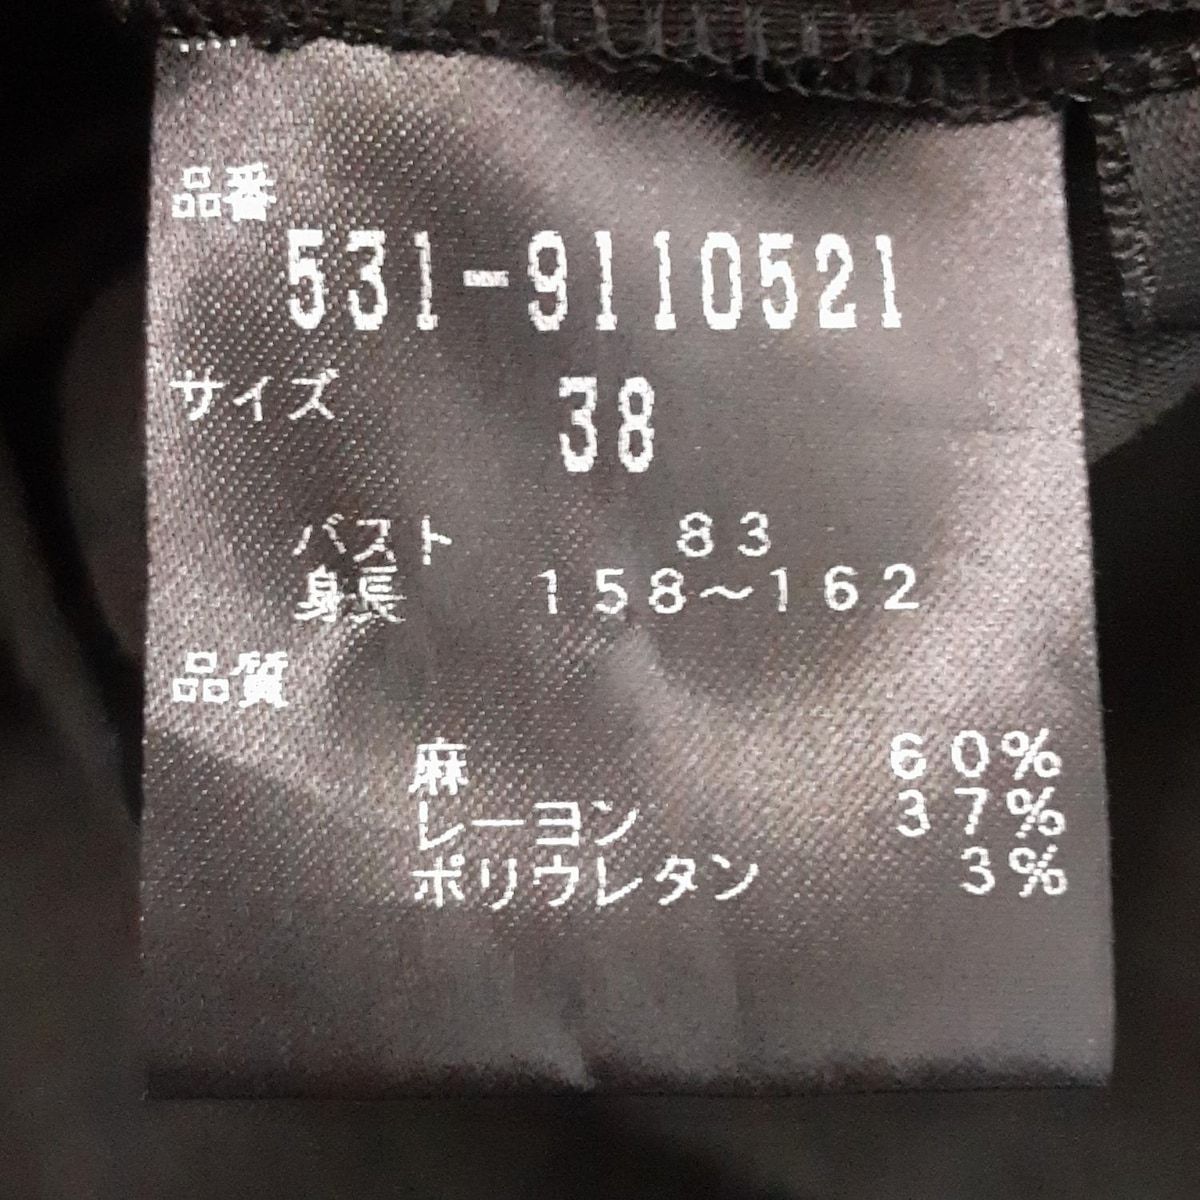 品番
531-9110521
サイズ 38
バスト 83
身長 158～162
品質
麻 60%
レーヨン 37%
ポリウレタン 3%